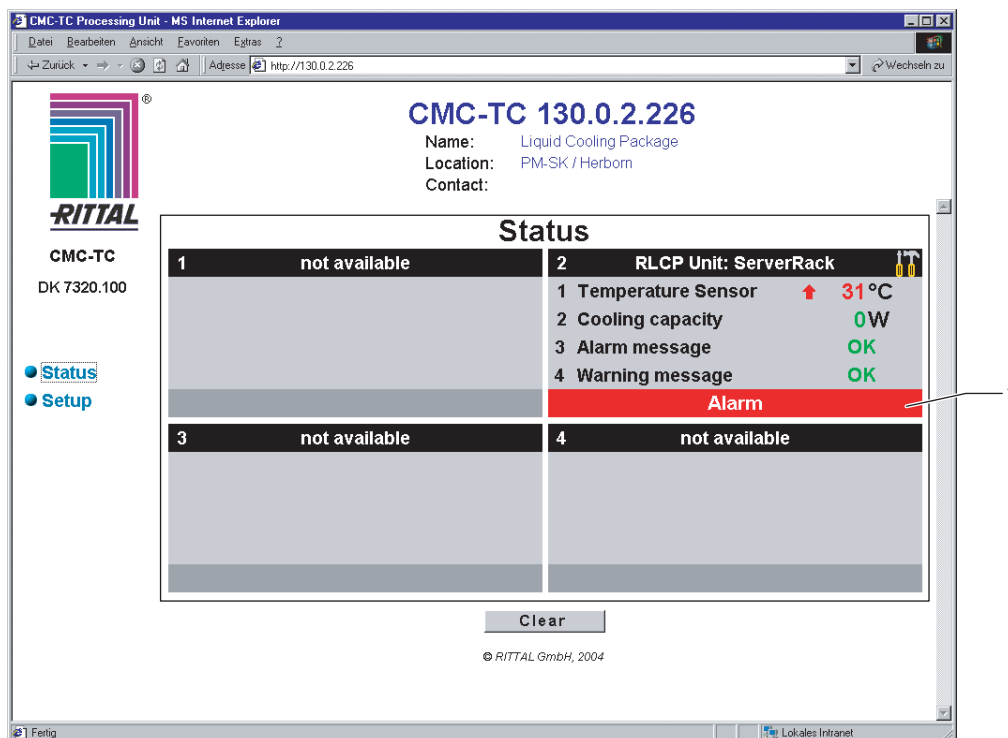 CMC-TC Processing Unit - MS Internet Explorer
Datei Bearbeiten Ansicht Favoriten Extras ?
Zurück Adresse http://130.0.2.226 Wechseln zu
®
RITTAL
CMC-TC
DK 7320.100
Status
Setup
CMC-TC 130.0.2.226
Name: Liquid Cooling Package
Location: PM-SK / Herborn
Contact:
Status
1 not available
2 RLCP Unit: ServerRack
1 Temperature Sensor 31°C
2 Cooling capacity 0W
3 Alarm message OK
4 Warning message OK
Alarm
3 not available
4 not available
Clear
© RITTAL GmbH, 2004
Fertig Lokales Intranet